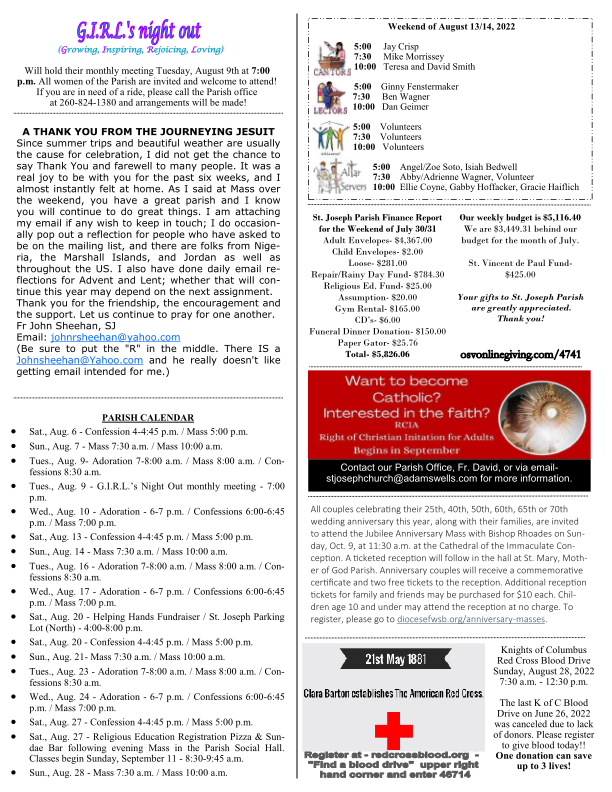 G.I.R.L.'s night out
(Growing, Inspiring, Rejoicing, Loving)
Will hold their monthly meeting Tuesday, August 9th at 7:00
p.m. All women of the Parish are invited and welcome to attend!
If you are in need of a ride, please call the Parish office
at 260-824-1380 and arrangements will be made!
A THANK YOU FROM THE JOURNEYING JESUIT
Since summer trips and beautiful weather are usually
the cause for celebration, I did not get the chance to
say Thank You and farewell to many people. It was a
real joy to be with you for the past six weeks, and I
almost instantly felt at home. As I said at Mass over
the weekend, you have a great parish and I know
you will continue to do great things. I am attaching
my email if any wish to keep in touch; I do occasion-
ally pop out a reflection for people who have asked to
be on the mailing list, and there are folks from Nige-
ria, the Marshall Islands, and Jordan as well as
throughout the US. I also have done daily email re-
flections for Advent and Lent; whether that will con-
tinue this year may depend on the next assignment.
Thank you for the friendship, the encouragement and
the support. Let us continue to pray for one another.
Fr John Sheehan, SJ
Email: johnrsheehan@yahoo.com
(Be sure to put the "R" in the middle. There IS a
Johnsheehan@Yahoo.com and he really doesn't like
getting email intended for me.)
PARISH CALENDAR
• Sat., Aug. 6 - Confession 4-4:45 p.m. / Mass 5:00 p.m.
• Sun., Aug. 7 - Mass 7:30 a.m. / Mass 10:00 a.m.
• Tues., Aug. 9- Adoration 7-8:00 a.m. / Mass 8:00 a.m. / Con-
fessions 8:30 a.m.
• Tues., Aug. 9 - G.I.R.L.'s Night Out monthly meeting - 7:00
p.m.
• Wed., Aug. 10 - Adoration - 6-7 p.m. / Confessions 6:00-6:45
p.m. / Mass 7:00 p.m.
• Sat., Aug. 13 - Confession 4-4:45 p.m. / Mass 5:00 p.m.
• Sun., Aug. 14 - Mass 7:30 a.m. / Mass 10:00 a.m.
• Tues., Aug. 16 - Adoration 7-8:00 a.m. / Mass 8:00 a.m. / Con-
fessions 8:30 a.m.
• Wed., Aug. 17 - Adoration - 6-7 p.m. / Confessions 6:00-6:45
p.m. / Mass 7:00 p.m.
• Sat., Aug. 20 - Helping Hands Fundraiser / St. Joseph Parking
Lot (North) - 4:00-8:00 p.m.
• Sat., Aug. 20 - Confession 4-4:45 p.m. / Mass 5:00 p.m.
• Sun., Aug. 21- Mass 7:30 a.m. / Mass 10:00 a.m.
• Tues., Aug. 23 - Adoration 7-8:00 a.m. / Mass 8:00 a.m. / Con-
fessions 8:30 a.m.
• Wed., Aug. 24 - Adoration - 6-7 p.m. / Confessions 6:00-6:45
p.m. / Mass 7:00 p.m.
• Sat., Aug. 27 - Confession 4-4:45 p.m. / Mass 5:00 p.m.
• Sat., Aug. 27 - Religious Education Registration Pizza & Sun-
dae Bar following evening Mass in the Parish Social Hall.
Classes begin Sunday, September 11 - 8:30-9:45 a.m.
• Sun., Aug. 28 - Mass 7:30 a.m. / Mass 10:00 a.m.
Weekend of August 13/14, 2022
CANTORS
5:00 Jay Crisp
7:30 Mike Morrissey
10:00 Teresa and David Smith
LECTORS
5:00 Ginny Fenstermaker
7:30 Ben Wagner
10:00 Dan Geimer
5:00 Volunteers
7:30 Volunteers
10:00 Volunteers
Altar Servers
5:00 Angel/Zoe Soto, Isiah Bedwell
7:30 Abby/Adrienne Wagner, Volunteer
10:00 Ellie Coyne, Gabby Hoffacker, Gracie Haiflich
St. Joseph Parish Finance Report
for the Weekend of July 30/31
Adult Envelopes- $4,367.00
Child Envelopes- $2.00
Loose- $281.00
Repair/Rainy Day Fund- $784.30
Religious Ed. Fund- $25.00
Assumption- $20.00
Gym Rental- $165.00
CD's- $6.00
Funeral Dinner Donation- $150.00
Paper Gator- $25.76
Total- $5,826.06
Our weekly budget is $5,116.40
We are $3,449.31 behind our
budget for the month of July.
St. Vincent de Paul Fund-
$425.00
Your gifts to St. Joseph Parish
are greatly appreciated.
Thank you!
osvonlinegiving.com/4741
Want to become
Catholic?
Interested in the faith?
RCIA
Right of Christian Imitation for Adults
Begins in September
Contact our Parish Office, Fr. David, or via email-
stjosephchurch@adamswells.com for more information.
All couples celebrating their 25th, 40th, 50th, 60th, 65th or 70th
wedding anniversary this year, along with their families, are invited
to attend the Jubilee Anniversary Mass with Bishop Rhoades on Sun-
day, Oct. 9, at 11:30 a.m. at the Cathedral of the Immaculate Con-
ception. A ticketed reception will follow in the hall at St. Mary, Moth-
er of God Parish. Anniversary couples will receive a commemorative
certificate and two free tickets to the reception. Additional reception
tickets for family and friends may be purchased for $10 each. Chil-
dren age 10 and under may attend the reception at no charge. To
register, please go to diocesefwsb.org/anniversary-masses.
21st May 1881
Clara Barton establishes The American Red Cross.
Register at - redcrossblood.org -
"Find a blood drive" upper right
hand corner and enter 46714
Knights of Columbus
Red Cross Blood Drive
Sunday, August 28, 2022
7:30 a.m. - 12:30 p.m.
The last K of C Blood
Drive on June 26, 2022
was canceled due to lack
of donors. Please register
to give blood today!!
One donation can save
up to 3 lives!